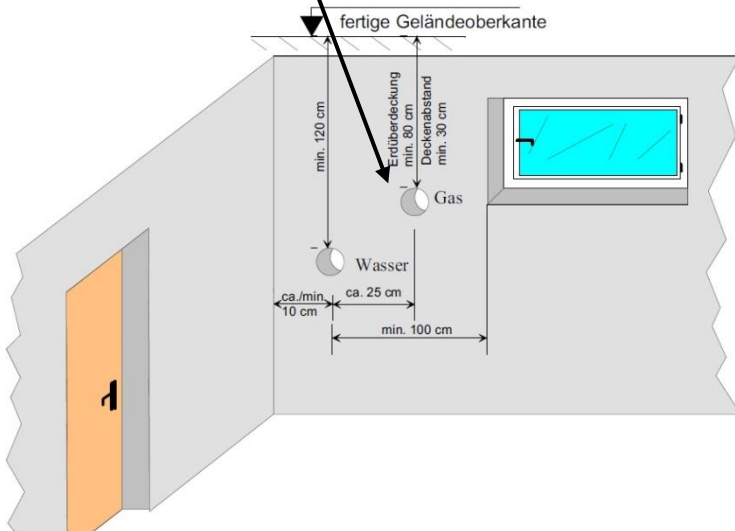 fertige Geländeoberkante
min. 120 cm
Erdüberdeckung
min. 80 cm
Deckenabstand
min. 30 cm
Gas
Wasser
ca./min.
10 cm
ca. 25 cm
min. 100 cm